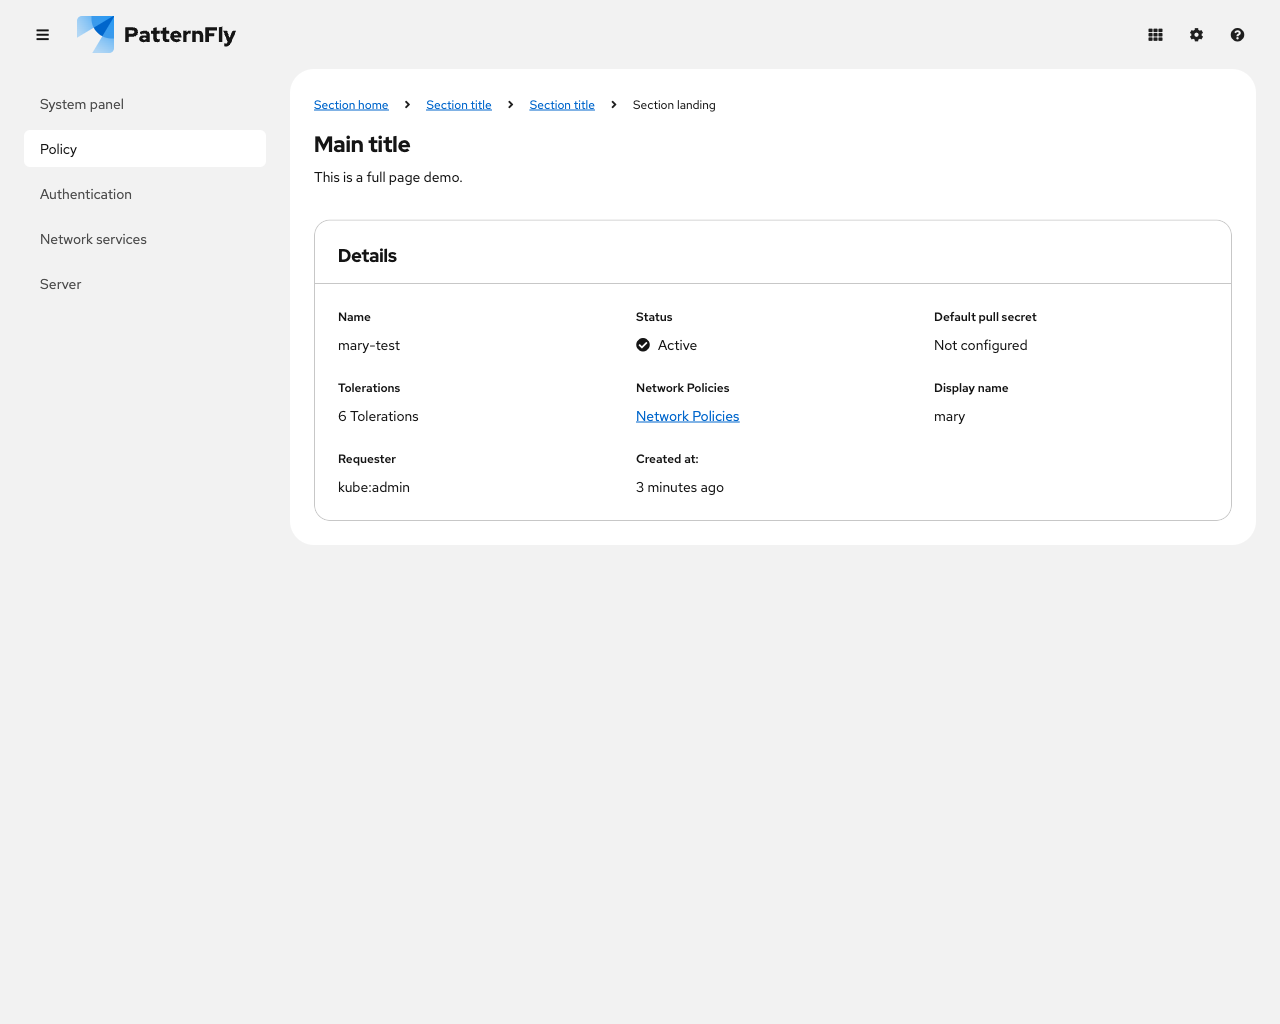 PatternFly
System panel
Policy
Authentication
Network services
Server
Section home
Section title
Section title
Section landing
Main title
This is a full page demo.
Details
Name
mary-test
Status
Active
Default pull secret
Not configured
Tolerations
6 Tolerations
Network Policies
Network Policies
Display name
mary
Requester
kube:admin
Created at:
3 minutes ago